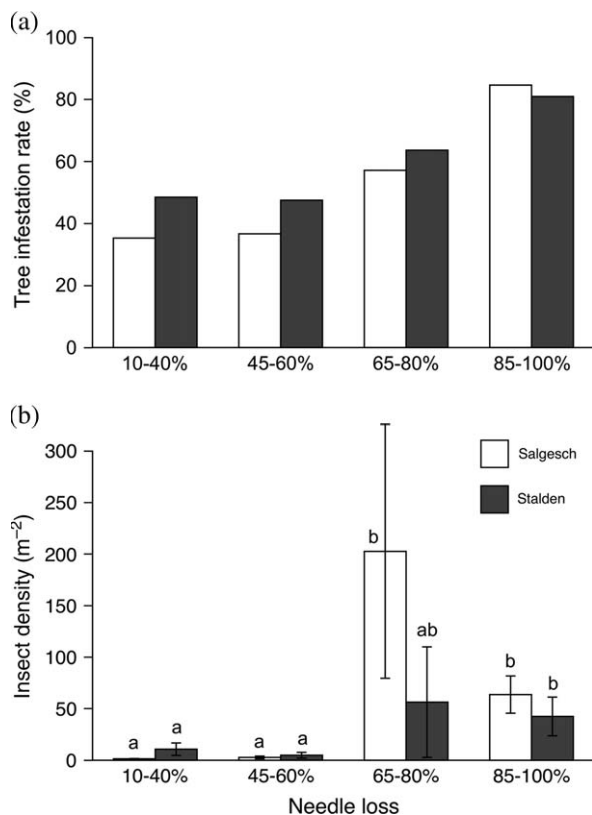 (a)
Tree infestation rate (%)
100
80
60
40
20
0
10-40%
45-60%
65-80%
85-100%
(b)
Insect density (m⁻²)
300
250
200
150
100
50
0
Salgesch
Stalden
a
a
a
a
b
ab
b
b
10-40%
45-60%
65-80%
85-100%
Needle loss